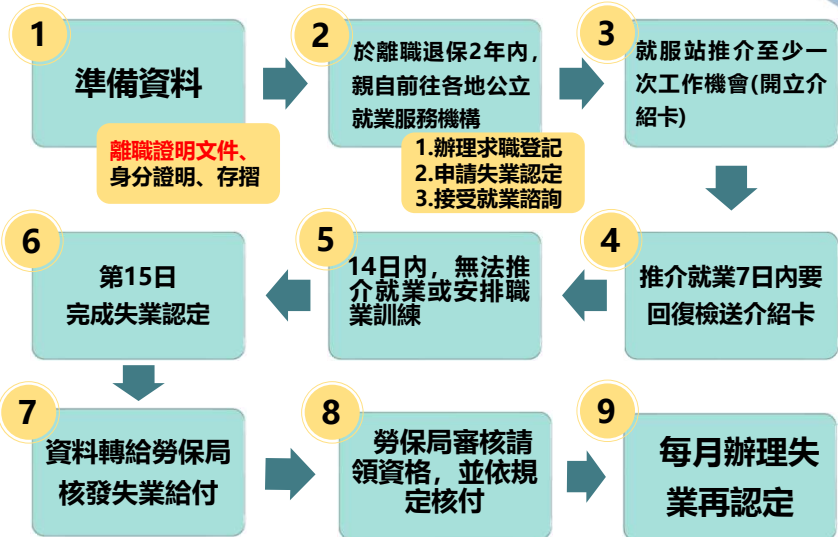 1
準備資料
離職證明文件、
身分證明、存摺
2
於離職退保2年內，
親自前往各地公立
就業服務機構
1.辦理求職登記
2.申請失業認定
3.接受就業諮詢
3
就服站推介至少一
次工作機會(開立介
紹卡)
4
推介就業7日內要
回復檢送介紹卡
5
14日內，無法推
介就業或安排職
業訓練
6
第15日
完成失業認定
7
資料轉給勞保局
核發失業給付
8
勞保局審核請
領資格，並依規
定核付
9
每月辦理失
業再認定